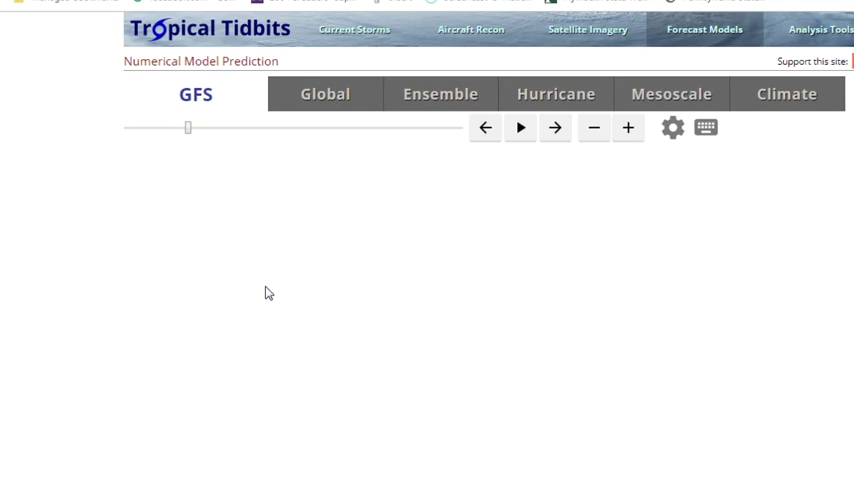 Tropical Tidbits
Current Storms Aircraft Recon Satellite Imagery Forecast Models Analysis Tools
Numerical Model Prediction Support this site:
GFS Global Ensemble Hurricane Mesoscale Climate